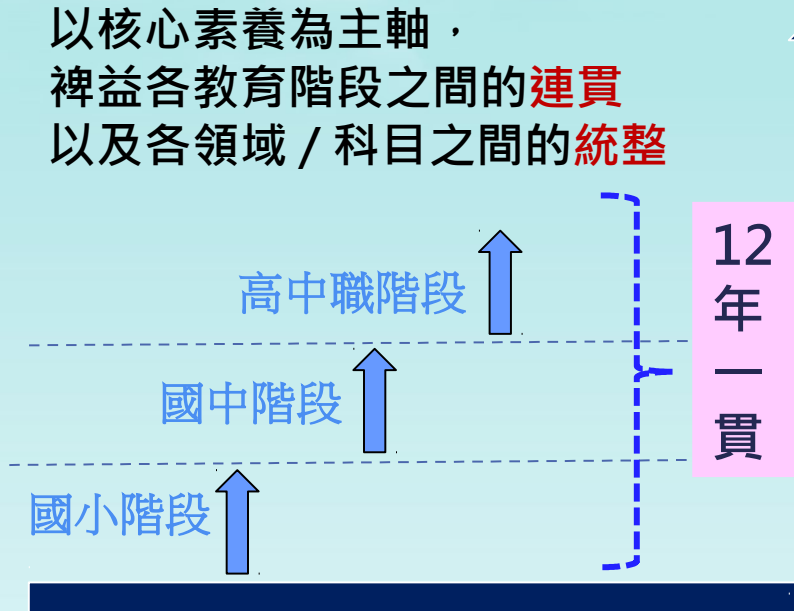 以核心素養為主軸，
裨益各教育階段之間的連貫
以及各領域 / 科目之間的統整
高中職階段
國中階段
國小階段
12
年
一
貫